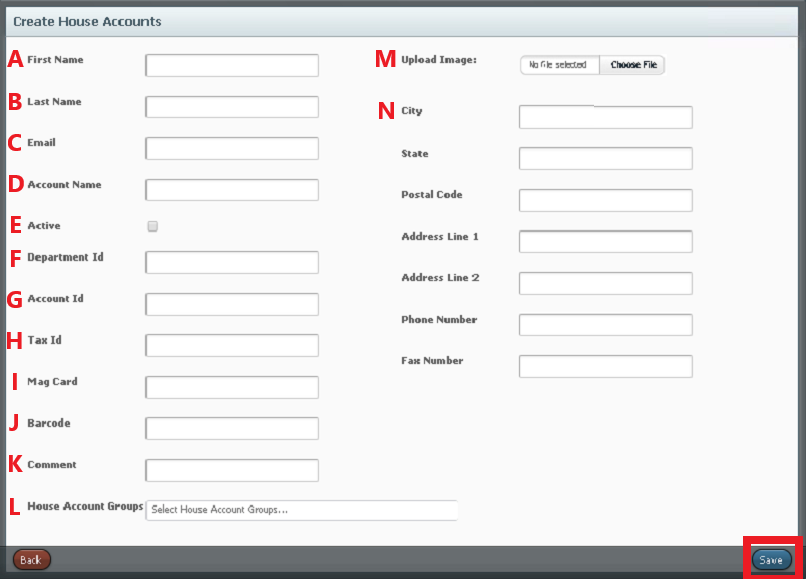 Create House Accounts
A First Name
B Last Name
C Email
D Account Name
E Active
F Department Id
G Account Id
H Tax Id
I Mag Card
J Barcode
K Comment
L House Account Groups Select House Account Groups...
M Upload Image: No file selected Choose File
N City
State
Postal Code
Address Line 1
Address Line 2
Phone Number
Fax Number
Back
Save